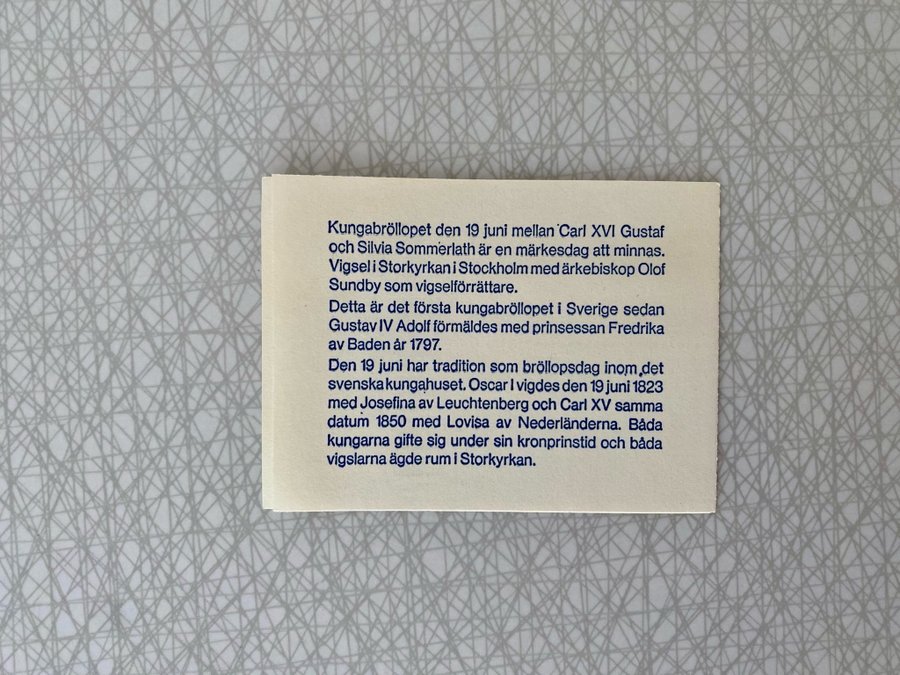 Kungabröllopet den 19 juni mellan Carl XVI Gustaf
och Silvia Sommerlath är en märkesdag att minnas.
Vigsel i Storkyrkan i Stockholm med ärkebiskop Olof
Sundby som vigselförrättare.
Detta är det första kungabröllopet i Sverige sedan
Gustav IV Adolf förmäldes med prinsessan Fredrika
av Baden år 1797.
Den 19 juni har tradition som bröllopsdag inom det
svenska kungahuset. Oscar I vigdes den 19 juni 1823
med Josefina av Leuchtenberg och Carl XV samma
datum 1850 med Lovisa av Nederländerna. Båda
kungarna gifte sig under sin kronprinstid och båda
vigslarna ägde rum i Storkyrkan.